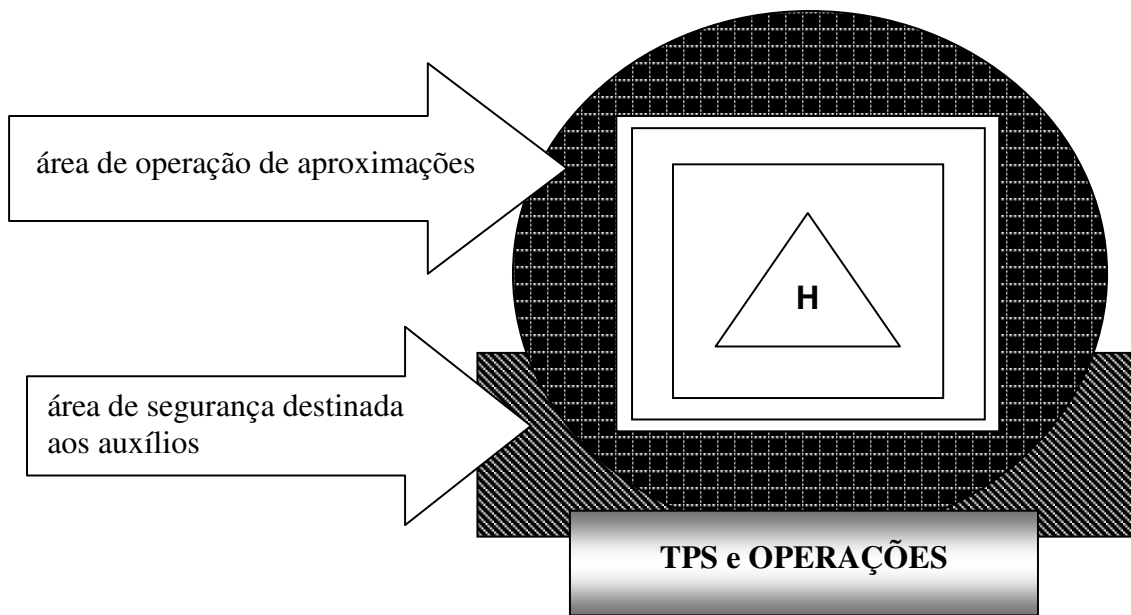 área de operação de aproximações
H
área de segurança destinada
aos auxílios
TPS e OPERAÇÕES